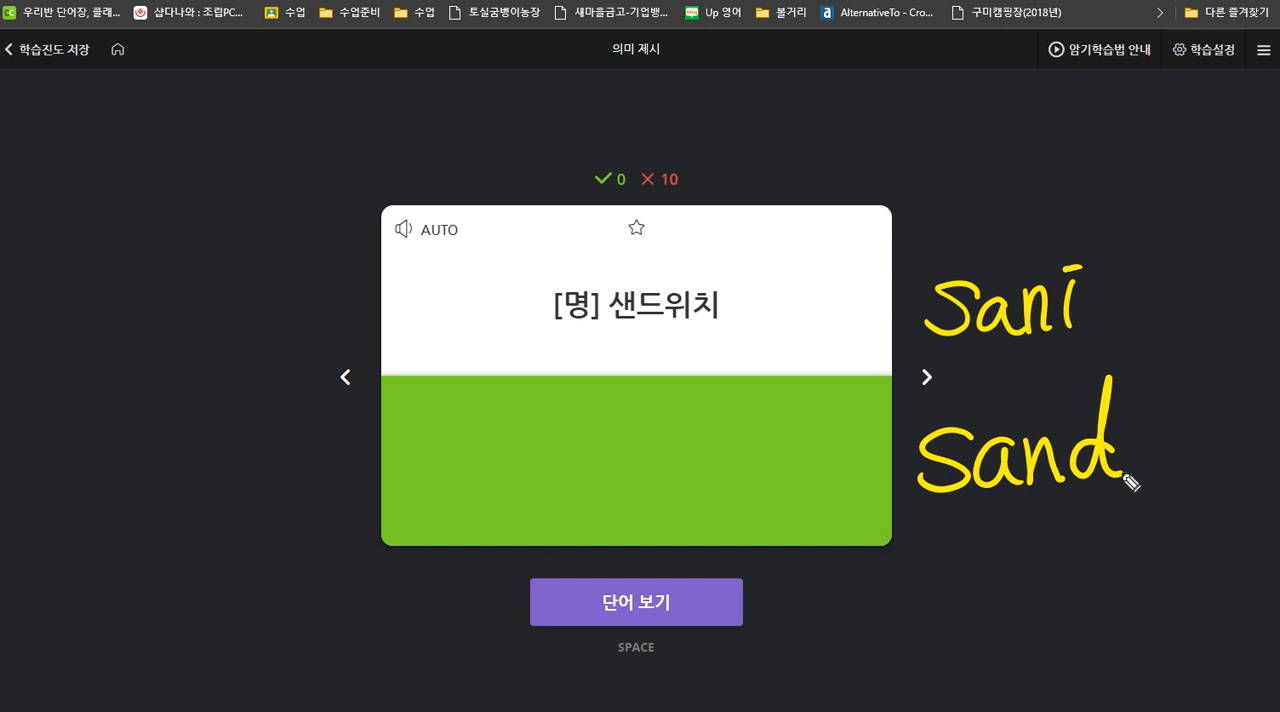 우리반 단어장, 클래... 샵다나와 : 조립PC... 수업 수업준비 수업 토실굼벵이농장 새마을금고-기업뱅... Up 영어 볼거리 AlternativeTo - Cro... 구미캠핑장(2018년) 다른 즐겨찾기
학습진도 저장 의미 제시 암기학습법 안내 학습설정
0 10
AUTO
[명] 샌드위치
Sani
Sand
단어 보기
SPACE